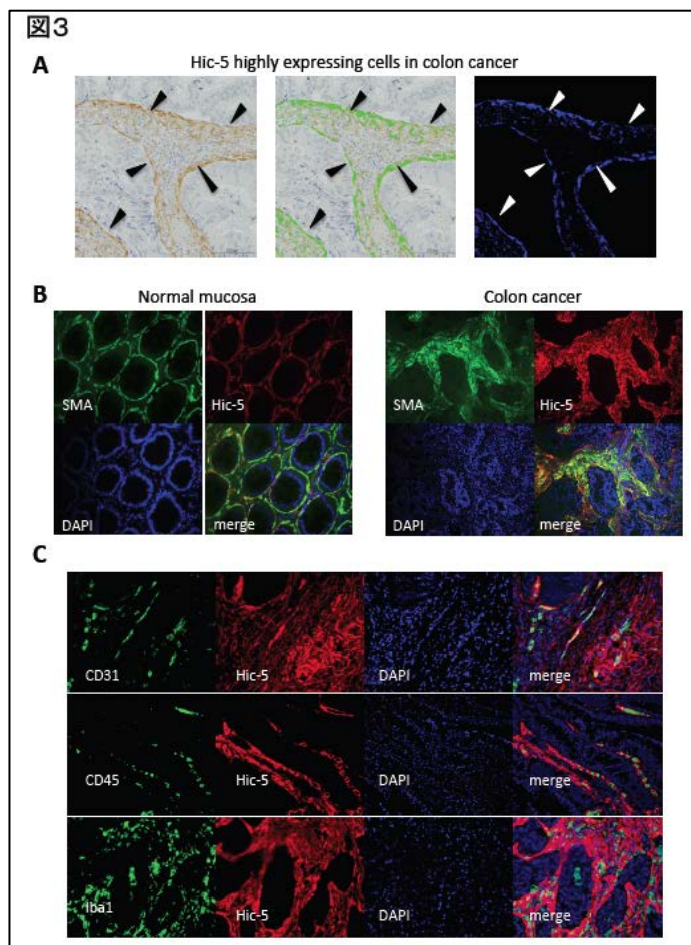 図3
A
Hic-5 highly expressing cells in colon cancer
B
Normal mucosa
Colon cancer
SMA
Hic-5
SMA
Hic-5
DAPI
merge
DAPI
merge
C
CD31
Hic-5
DAPI
merge
CD45
Hic-5
DAPI
merge
Iba1
Hic-5
DAPI
merge